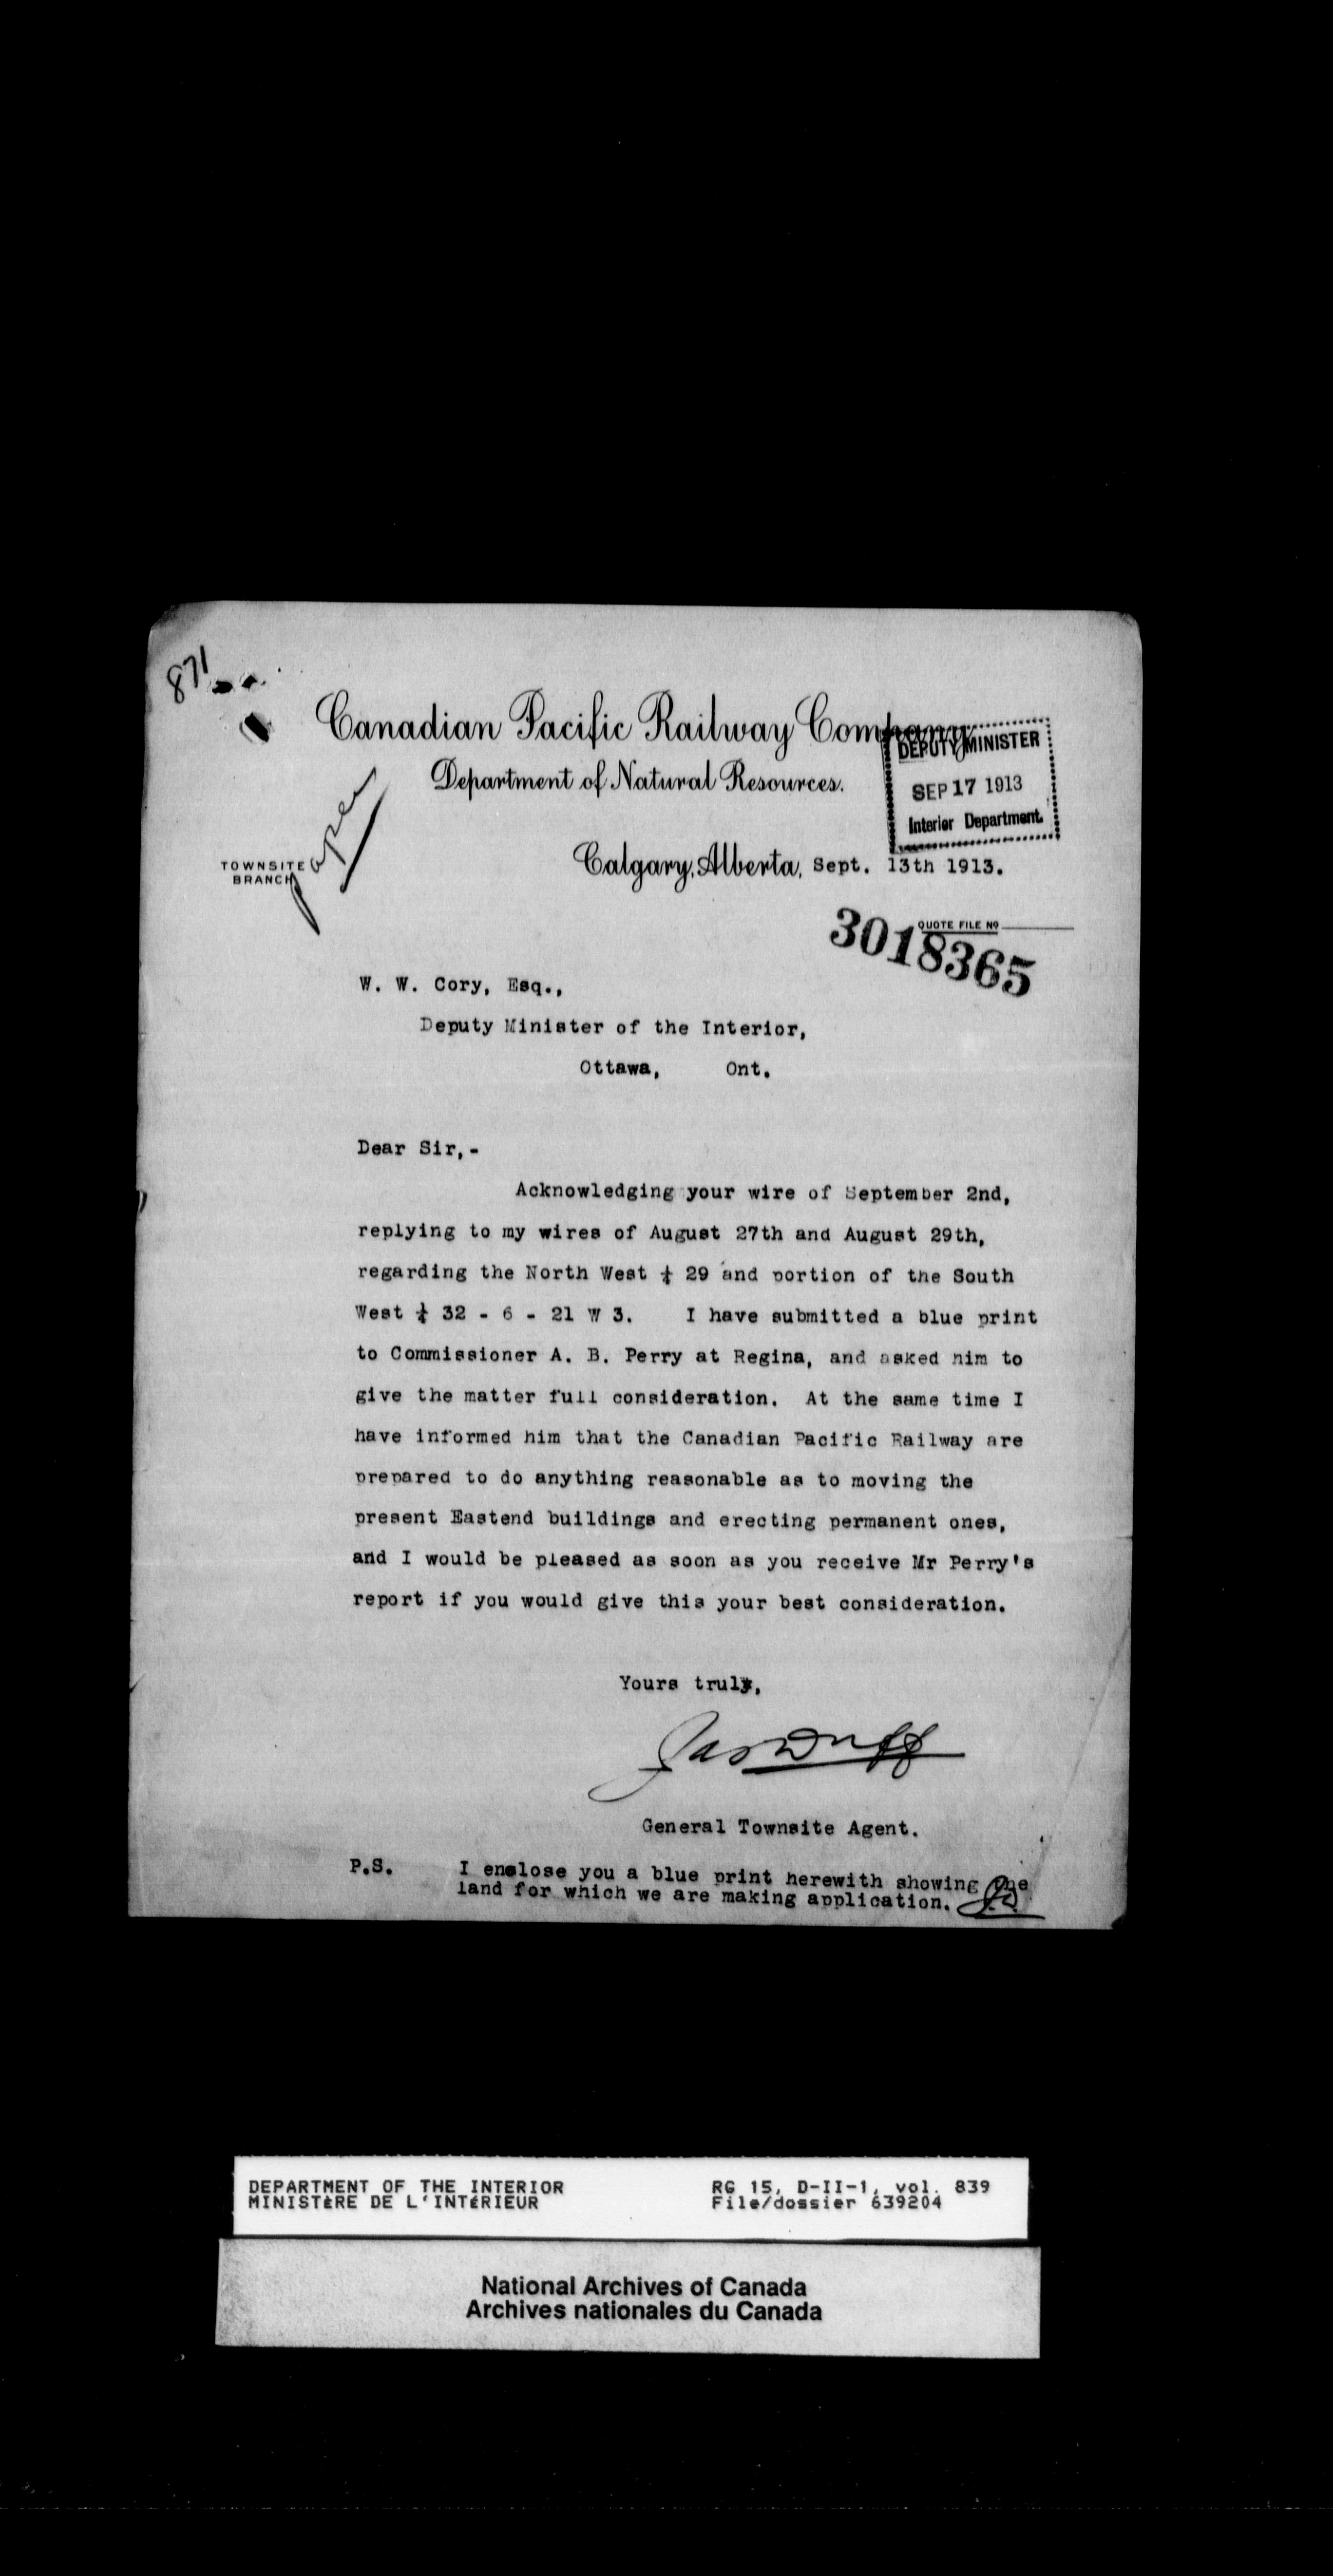 871
Canadian Pacific Railway Company
Department of Natural Resources.
DEPUTY MINISTER
SEP 17 1913
Interior Department.
TOWNSITE
BRANCH
Calgary, Alberta, Sept. 13th 1913.
QUOTE FILE No
3018365
W. W. Cory, Esq.,
Deputy Minister of the Interior,
Ottawa, Ont.
Dear Sir,-
Acknowledging your wire of September 2nd,
replying to my wires of August 27th and August 29th,
regarding the North West ¼ 29 and portion of the South
West ¼ 32 - 6 - 21 W 3. I have submitted a blue print
to Commissioner A. B. Perry at Regina, and asked him to
give the matter full consideration. At the same time I
have informed him that the Canadian Pacific Railway are
prepared to do anything reasonable as to moving the
present Eastend buildings and erecting permanent ones,
and I would be pleased as soon as you receive Mr Perry's
report if you would give this your best consideration.
Yours truly,
Jas Duff
General Townsite Agent.
P.S. I enclose you a blue print herewith showing the
land for which we are making application. J.D.
DEPARTMENT OF THE INTERIOR RG 15, D-II-1, vol. 839
MINISTÈRE DE L'INTÉRIEUR File/dossier 639204
National Archives of Canada
Archives nationales du Canada